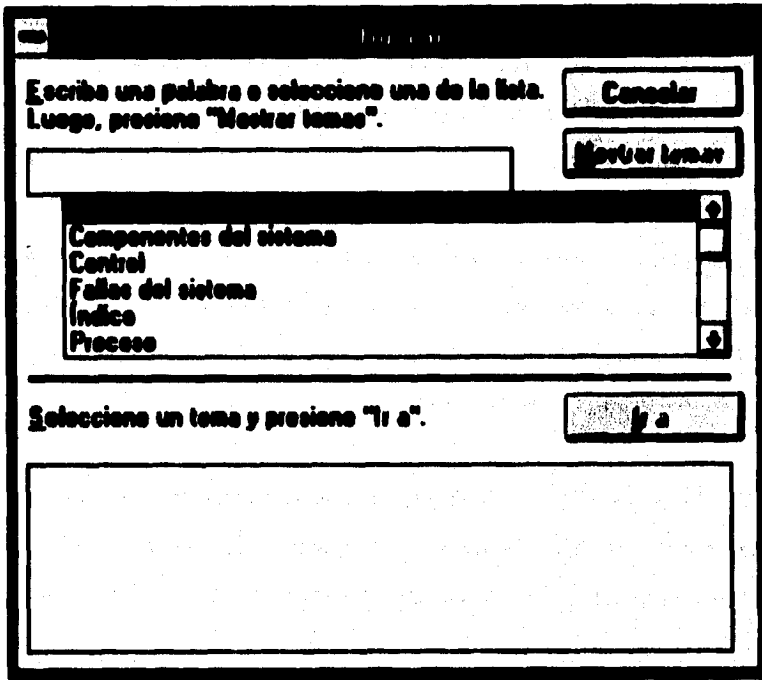 Escriba una palabra o seleccione una de la lista.
Luego, presione "Mostrar temas".
Cancelar
Mostrar temas
Componentes del sistema
Control
Fallas del sistema
Índice
Proceso
Seleccione un tema y presione "Ir a".
Ir a